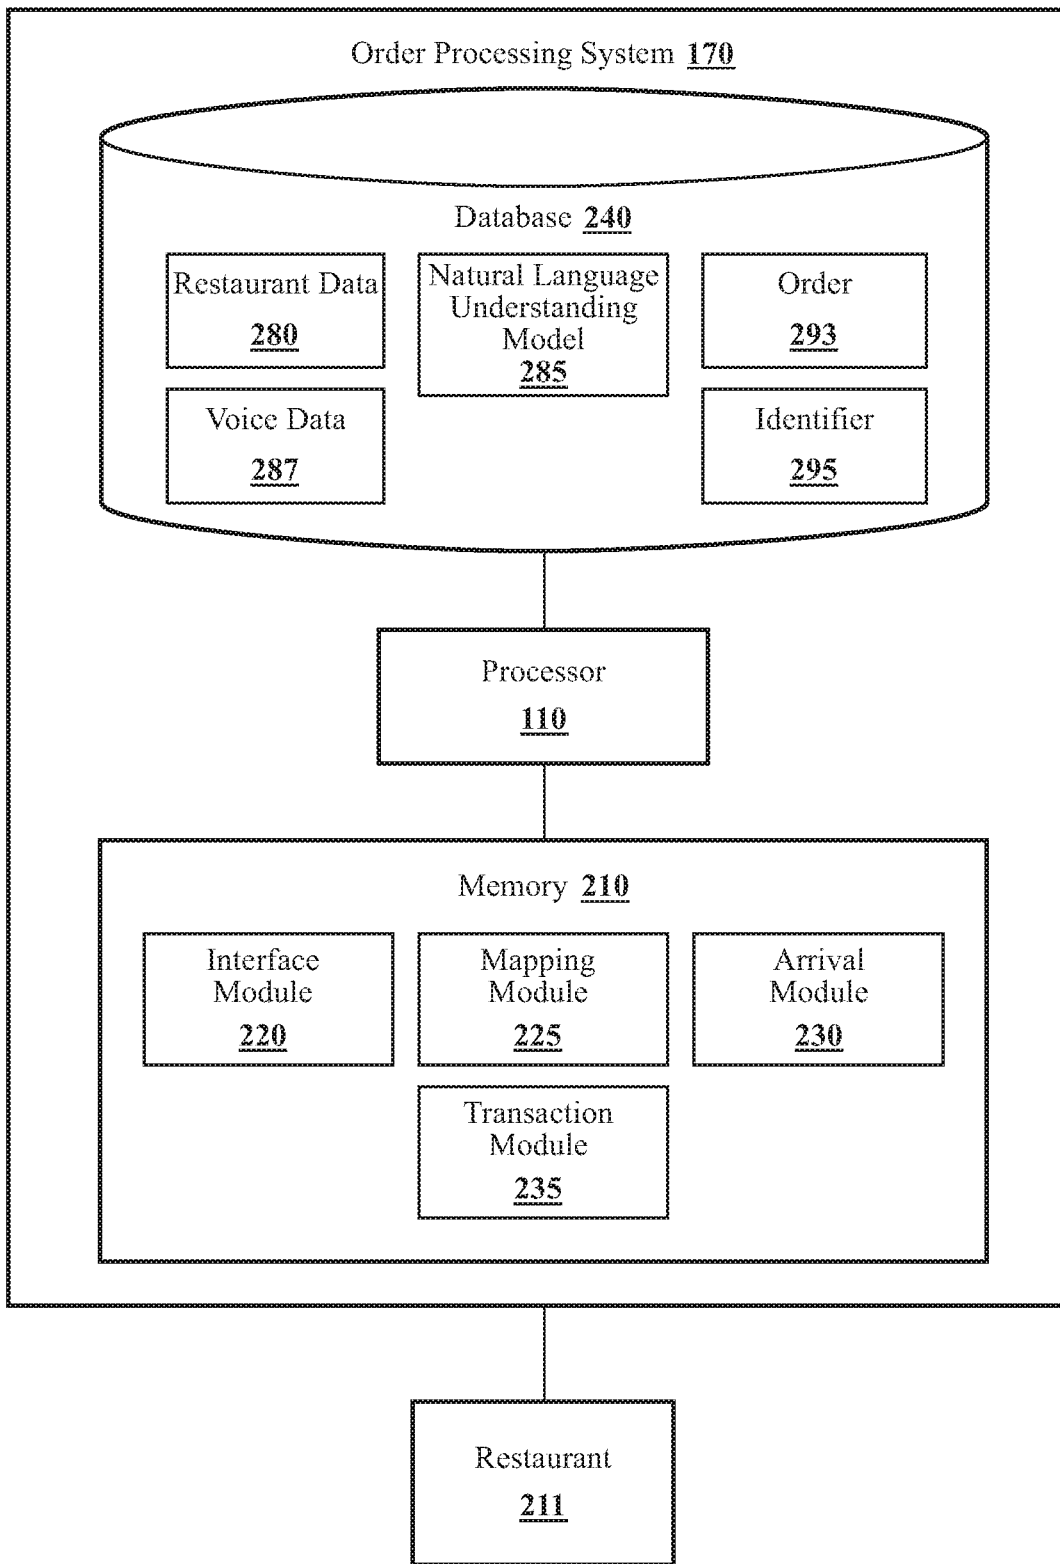 Order Processing System 170
Database 240
Restaurant Data
280
Natural Language
Understanding
Model
285
Order
293
Voice Data
287
Identifier
295
Processor
110
Memory 210
Interface
Module
220
Mapping
Module
225
Arrival
Module
230
Transaction
Module
235
Restaurant
211